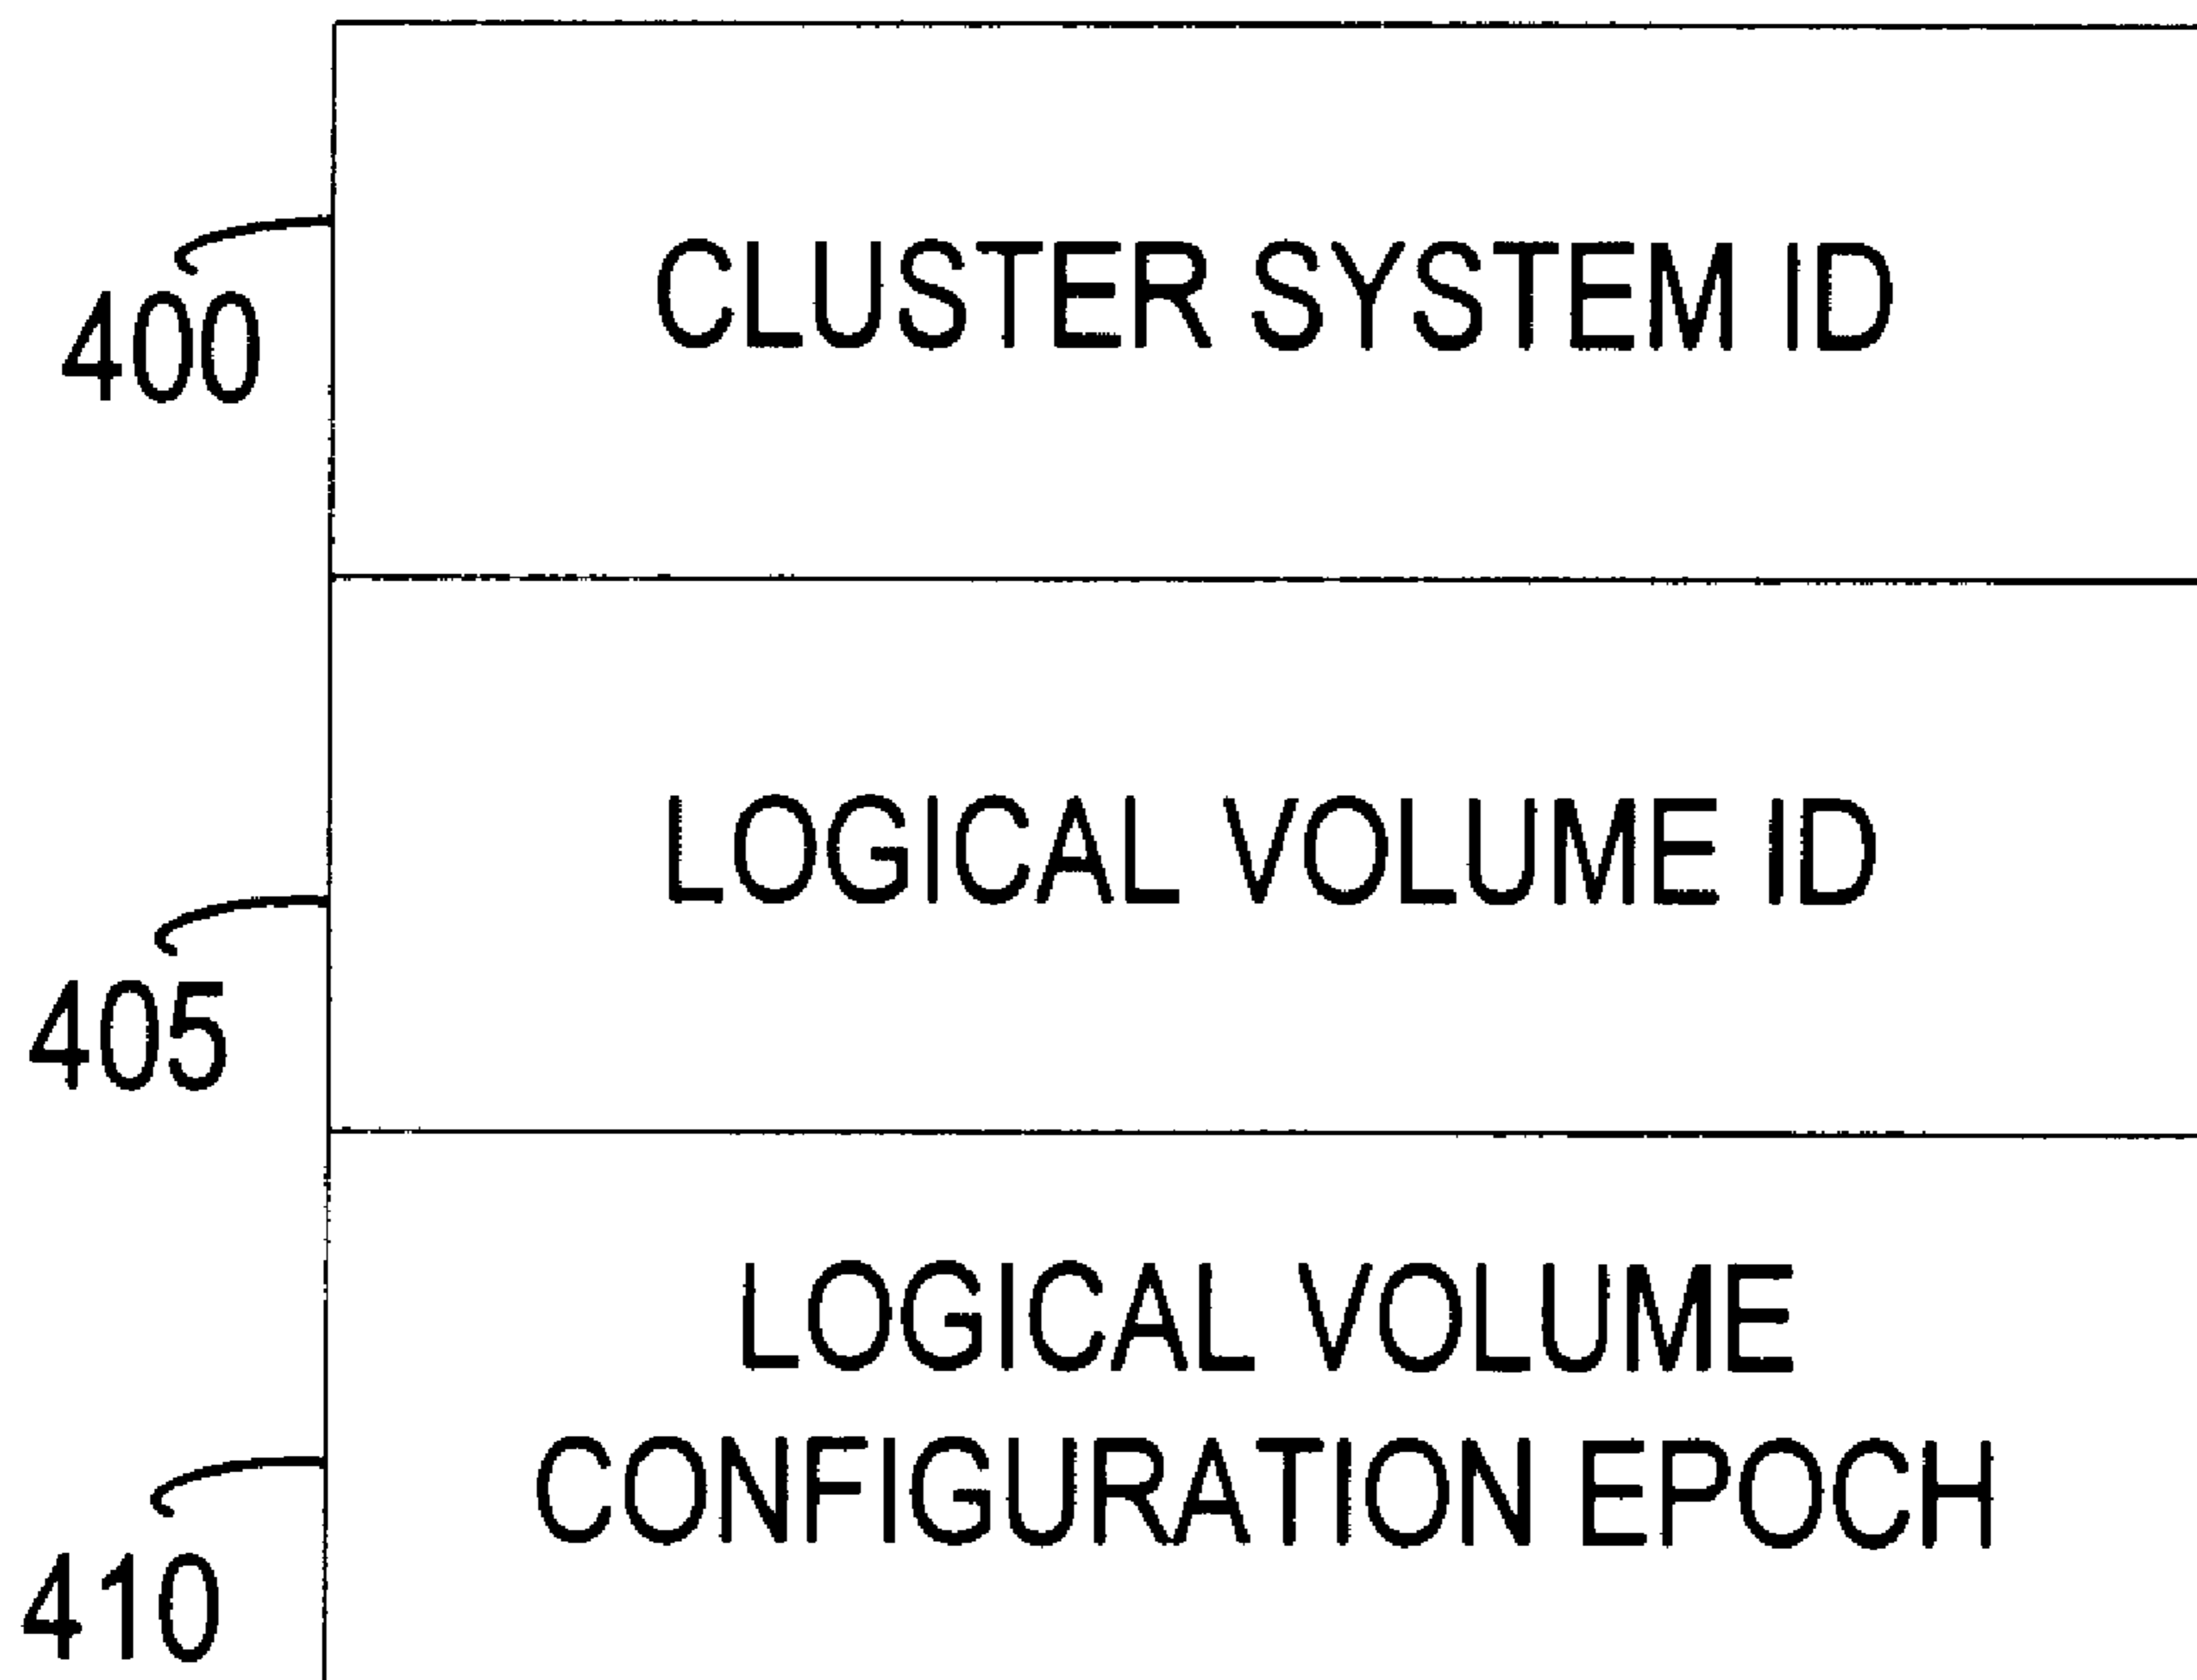 CLUSTER SYSTEM ID
400
LOGICAL VOLUME ID
405
LOGICAL VOLUME
CONFIGURATION EPOCH
410